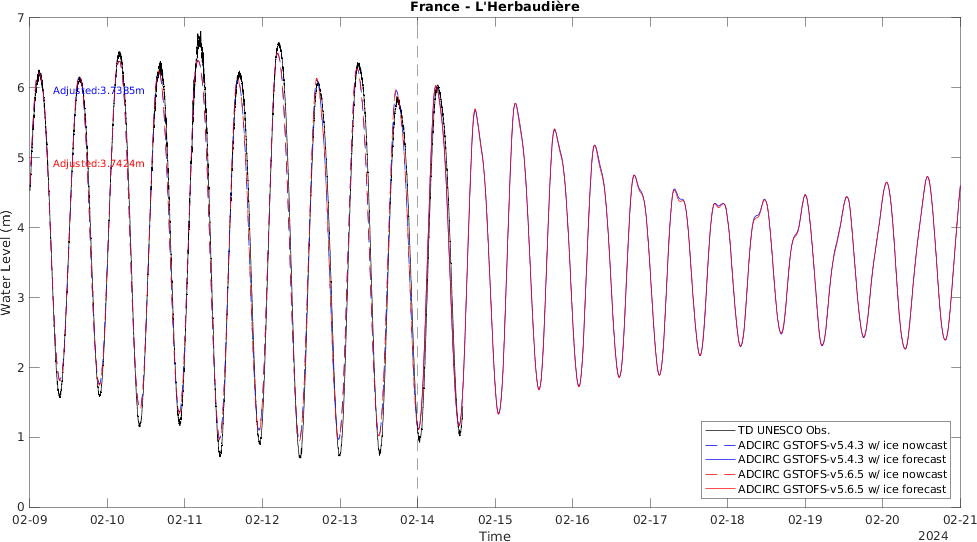 France - L'Herbaudière
Water Level (m)
7
6
5
4
3
2
1
0
Adjusted:3.7385m
Adjusted:3.7424m
TD UNESCO Obs.
ADCIRC GSTOFS-v5.4.3 w/ ice nowcast
ADCIRC GSTOFS-v5.4.3 w/ ice forecast
ADCIRC GSTOFS-v5.6.5 w/ ice nowcast
ADCIRC GSTOFS-v5.6.5 w/ ice forecast
02-09 02-10 02-11 02-12 02-13 02-14 02-15 02-16 02-17 02-18 02-19 02-20 02-21
Time
2024